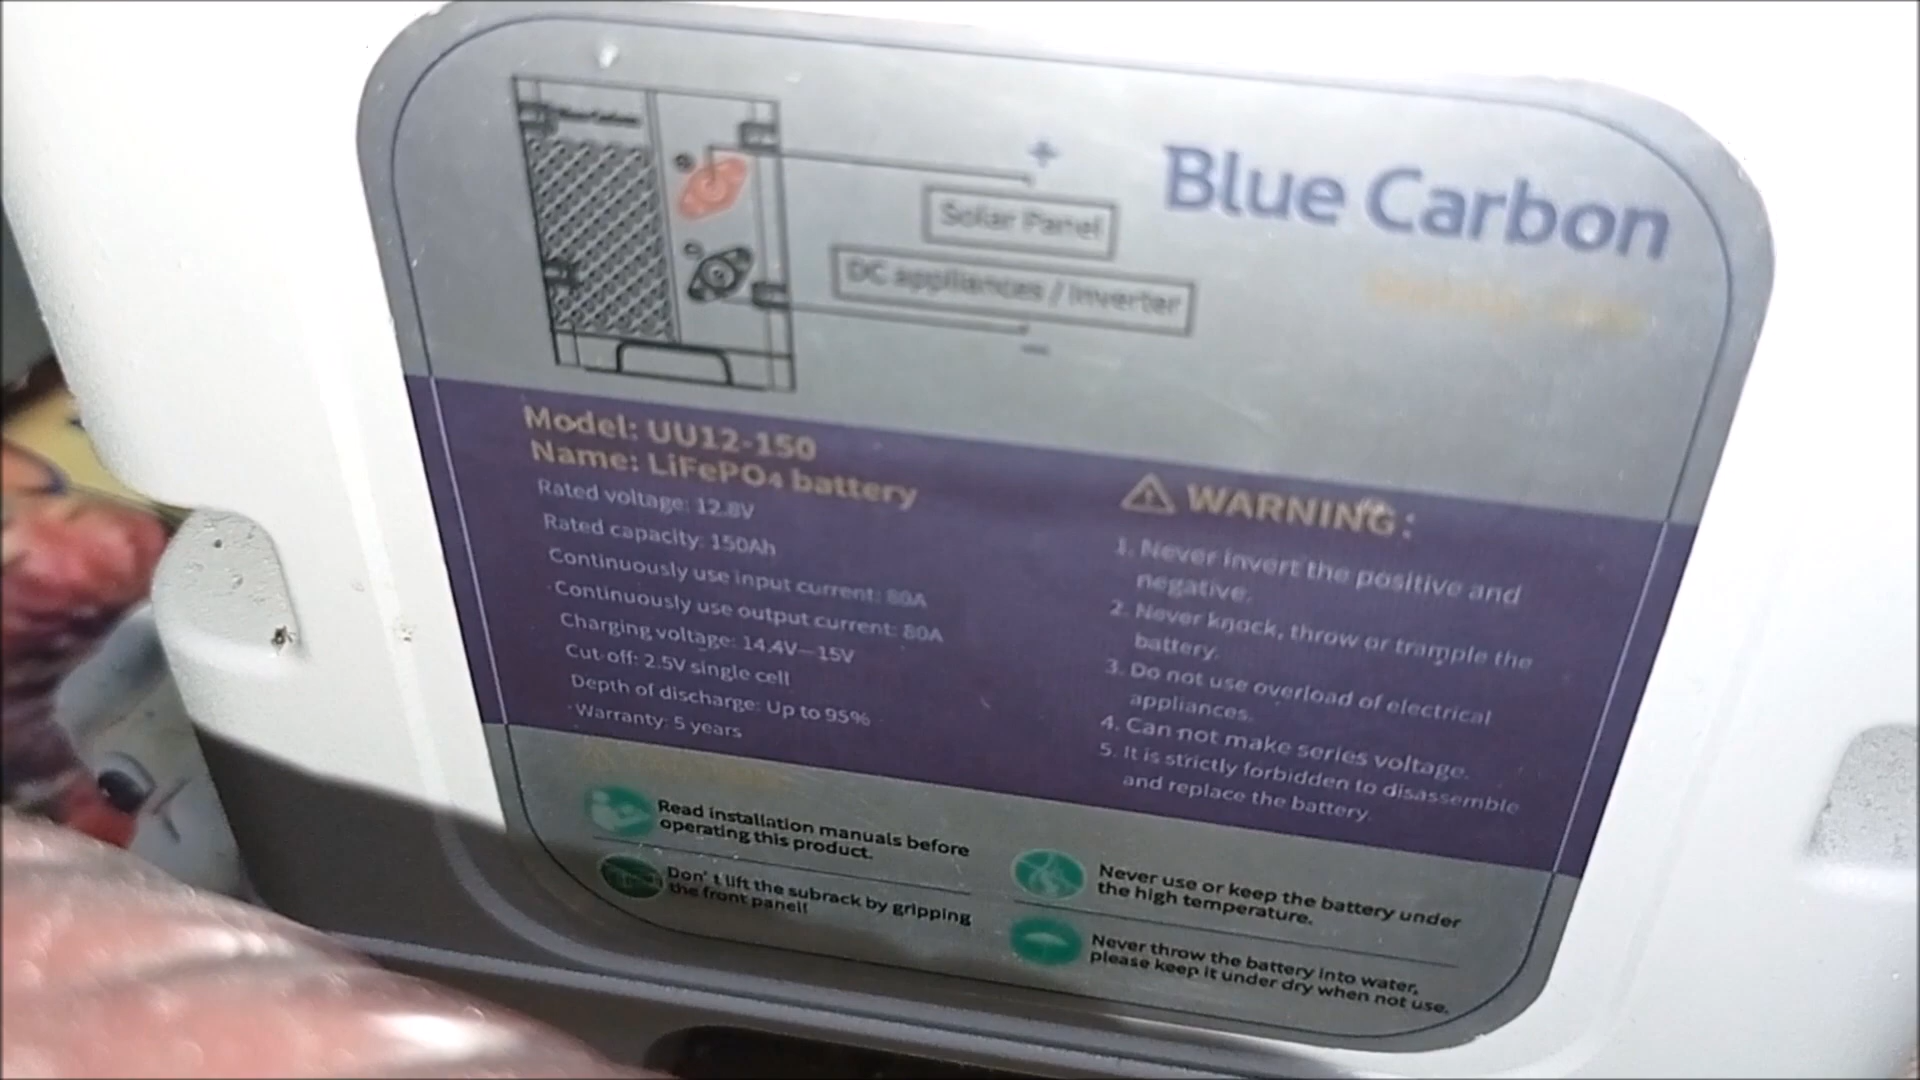 Blue Carbon
+
Solar Panel
DC appliances / Inverter
Model: UU12-150
Name: LiFePO4 battery
Rated voltage: 12.8V
Rated capacity: 150Ah
Continuously use input current: 80A
Continuously use output current: 80A
Charging voltage: 14.4V—15V
Cut-off: 2.5V single cell
Depth of discharge: Up to 95%
Warranty: 5 years
WARNING:
1. Never invert the positive and
negative.
2. Never knock, throw or trample the
battery.
3. Do not use overload of electrical
appliances.
4. Can not make series voltage.
5. It is strictly forbidden to disassemble
and replace the battery.
Read installation manuals before
operating this product.
Don't lift the subrack by gripping
the front panel!
Never use or keep the battery under
the high temperature.
Never throw the battery into water,
please keep it under dry when not use.